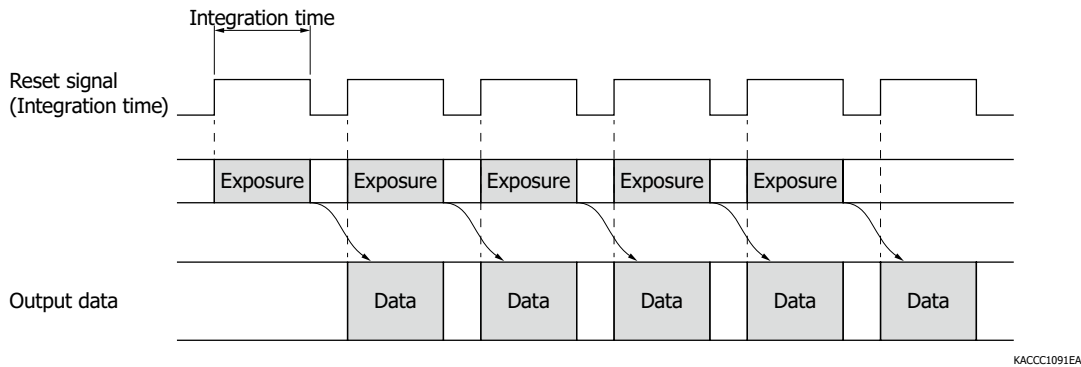 Integration time
Reset signal
(Integration time)
Exposure Exposure Exposure Exposure Exposure
Output data
Data Data Data Data Data
KACCC1091EA